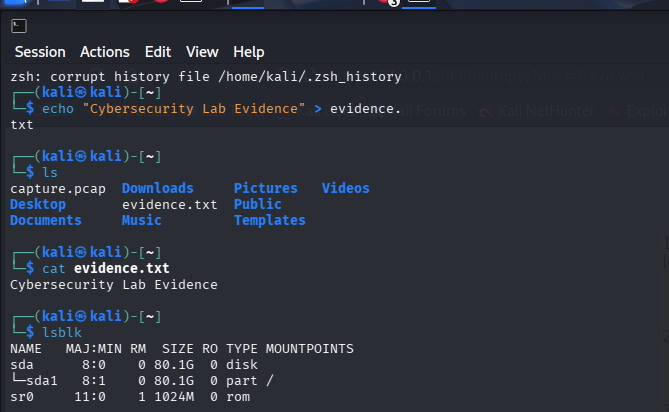 3
Session Actions Edit View Help
zsh: corrupt history file /home/kali/.zsh_history
┌──(kali㉿kali)-[~]
└─$ echo "Cybersecurity Lab Evidence" > evidence.
txt
┌──(kali㉿kali)-[~]
└─$ ls
capture.pcap  Downloads     Pictures   Videos
Desktop       evidence.txt  Public
Documents     Music         Templates
┌──(kali㉿kali)-[~]
└─$ cat evidence.txt
Cybersecurity Lab Evidence
┌──(kali㉿kali)-[~]
└─$ lsblk
NAME   MAJ:MIN RM  SIZE RO TYPE MOUNTPOINTS
sda      8:0    0 80.1G  0 disk
└─sda1   8:1    0 80.1G  0 part /
sr0     11:0    1 1024M  0 rom
Forums Kali NetHunter